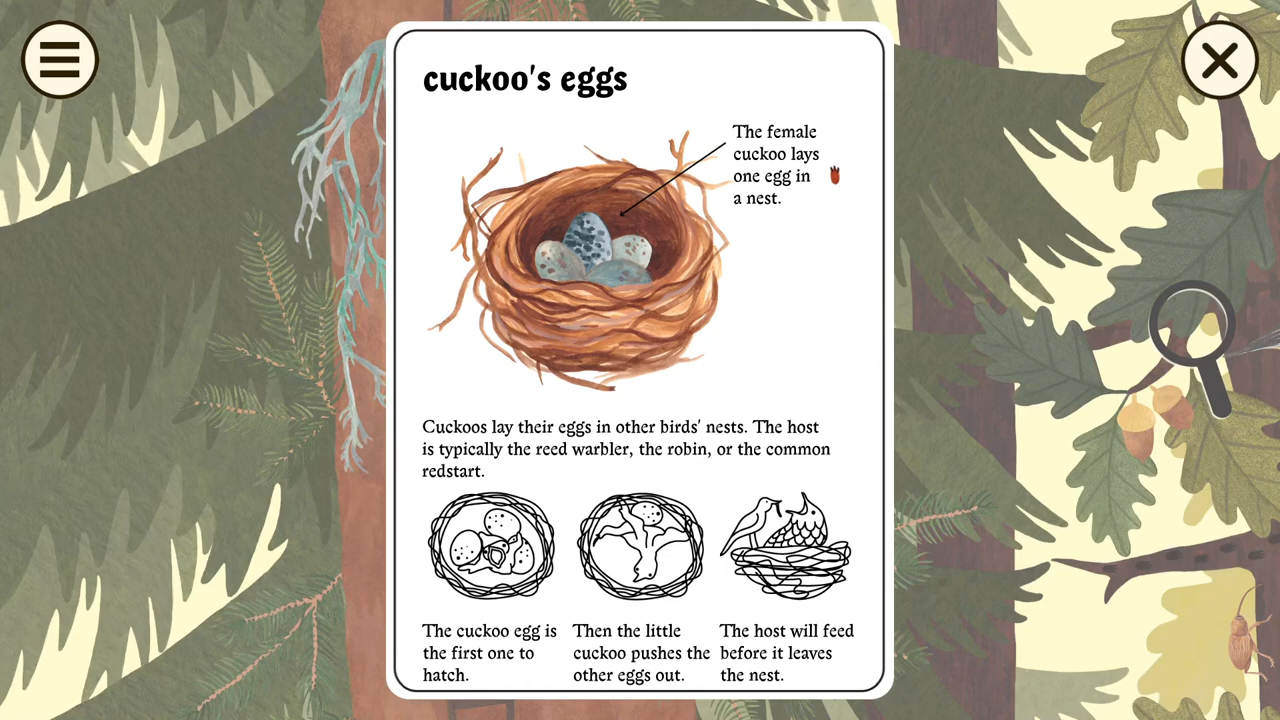 cuckoo's eggs
The female
cuckoo lays
one egg in
a nest.
Cuckoos lay their eggs in other birds' nests. The host
is typically the reed warbler, the robin, or the common
redstart.
The cuckoo egg is
the first one to
hatch.
Then the little
cuckoo pushes the
other eggs out.
The host will feed
before it leaves
the nest.